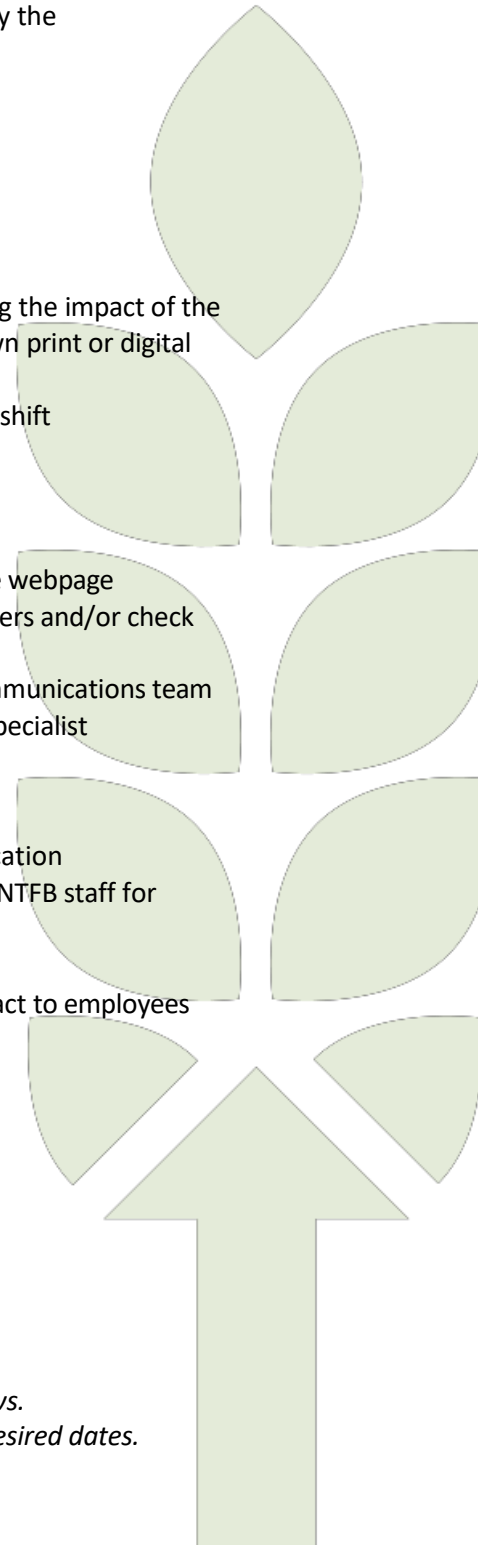 y the
g the impact of the
wn print or digital
shift
e webpage
ers and/or check
munications team
pecialist
ation
NTFB staff for
act to employees
ws.
esired dates.